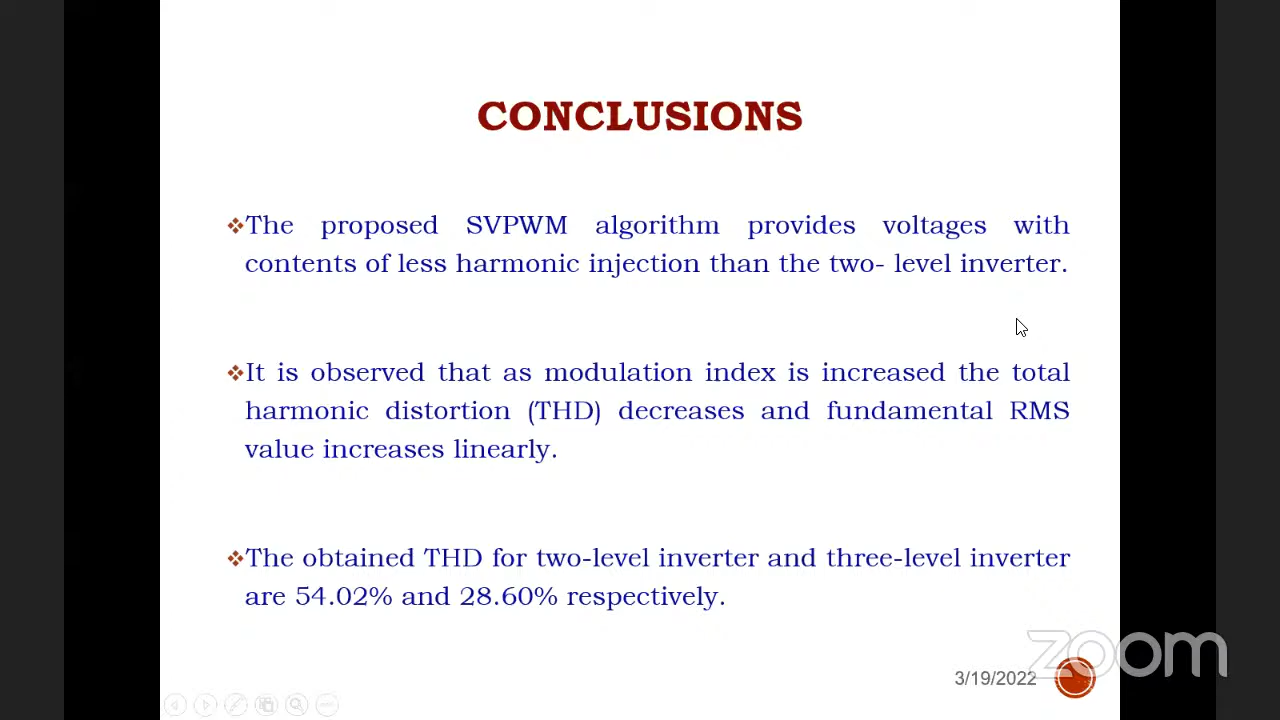 CONCLUSIONS
❖The proposed SVPWM algorithm provides voltages with
contents of less harmonic injection than the two- level inverter.
❖It is observed that as modulation index is increased the total
harmonic distortion (THD) decreases and fundamental RMS
value increases linearly.
❖The obtained THD for two-level inverter and three-level inverter
are 54.02% and 28.60% respectively.
zoom
3/19/2022